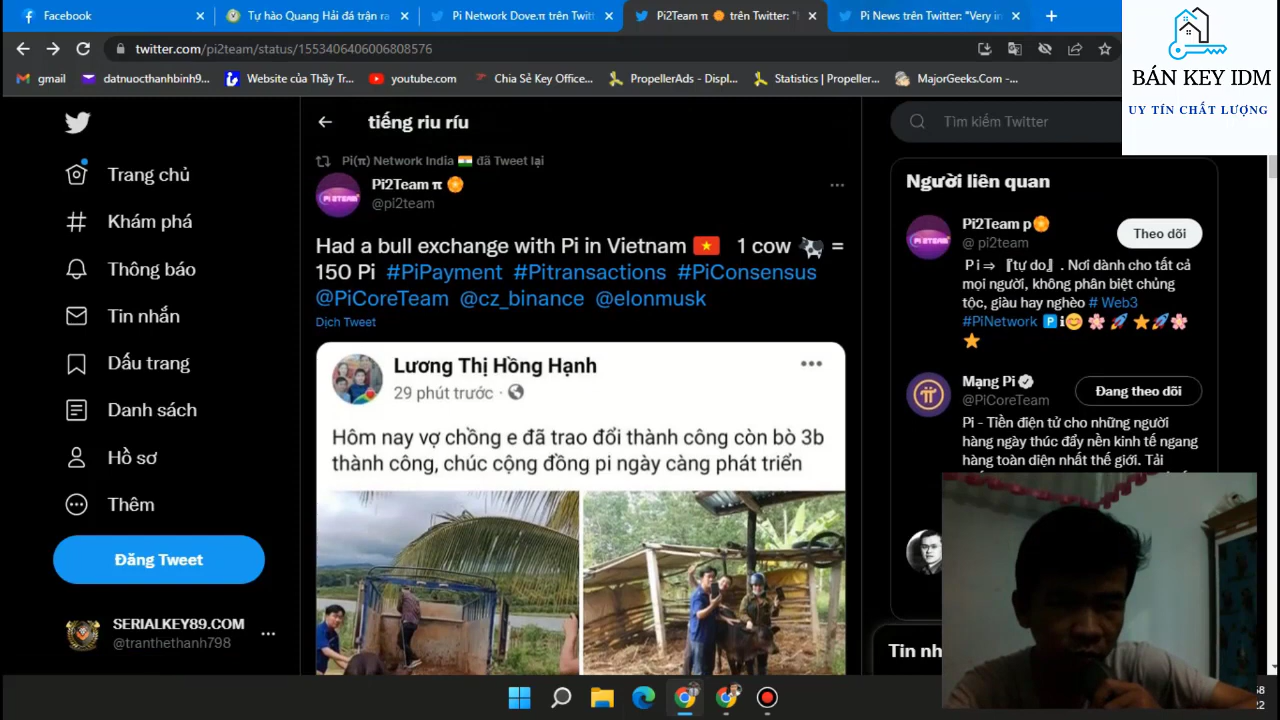 Facebook
Tự hào Quang Hải đá trận ra
Pi Network Dove.π trên Twitt
Pi2Team π trên Twitter: "
Pi News trên Twitter: "Very in
twitter.com/pi2team/status/1553406406006808576
gmail
datnuocthanhbinh9...
Website của Thầy Tr...
youtube.com
Chia Sẻ Key Office...
PropellerAds - Displ...
Statistics | Propeller...
MajorGeeks.Com -...
BÁN KEY IDM
UY TÍN CHẤT LƯỢNG
Trang chủ
Khám phá
Thông báo
Tin nhắn
Dấu trang
Danh sách
Hồ sơ
Thêm
Đăng Tweet
SERIALKEY89.COM
@tranthethanh798
tiếng riu ríu
Pi(π) Network India 🇮🇳 đã Tweet lại
Pi2Team π
@pi2team
Had a bull exchange with Pi in Vietnam 🇻🇳 1 cow 🐄 =
150 Pi #PiPayment #Pitransactions #PiConsensus
@PiCoreTeam @cz_binance @elonmusk
Dịch Tweet
Lương Thị Hồng Hạnh
29 phút trước ·
Hôm nay vợ chồng e đã trao đổi thành công còn bò 3b
thành công, chúc cộng đồng pi ngày càng phát triển
Tìm kiếm Twitter
Người liên quan
Pi2Team p
@ pi2team
Theo dõi
P i ⇒ 『tự do』. Nơi dành cho tất cả
mọi người, không phân biệt chủng
tộc, giàu hay nghèo # Web3
#PiNetwork 🅿️ℹ️😊🌸🚀⭐🚀🌸
⭐
Mạng Pi
@PiCoreTeam
Đang theo dõi
Pi - Tiền điện tử cho những người
hàng ngày thúc đẩy nền kinh tế ngang
hàng toàn diện nhất thế giới. Tải
Tin nh